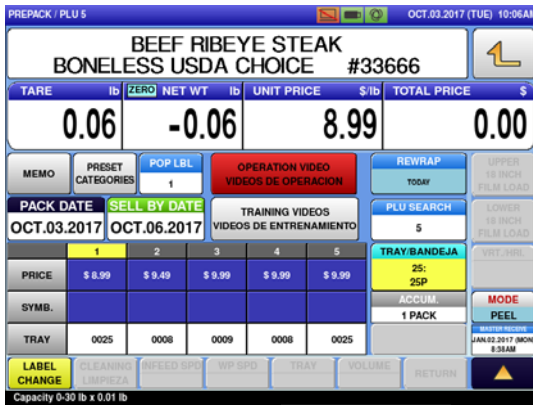 PREPACK / PLU 5
OCT.03.2017 (TUE) 10:06AM
BEEF RIBEYE STEAK
BONELESS USDA CHOICE #33666
TARE lb ZERO NET WT lb UNIT PRICE $/lb TOTAL PRICE $
0.06 -0.06 8.99 0.00
MEMO
PRESET
CATEGORIES
POP LBL
1
OPERATION VIDEO
VIDEOS DE OPERACION
REWRAP
TODAY
UPPER
18 INCH
FILM LOAD
PACK DATE
OCT.03.2017
SELL BY DATE
OCT.06.2017
TRAINING VIDEOS
VIDEOS DE ENTRENAMIENTO
PLU SEARCH
5
LOWER
18 INCH
FILM LOAD
1 2 3 4 5
PRICE $ 8.99 $ 9.49 $ 9.99 $ 9.99 $ 9.99
SYMB.
TRAY 0025 0008 0009 0008 0025
TRAY/BANDEJA
25:
25P
VRT./HRI.
ACCUM.
1 PACK
MODE
PEEL
MASTER RECEIVE
JAN.02.2017 (MON
8:38AM
LABEL
CHANGE
CLEANING
LIMPIEZA
INFEED SPD
WP SPD
TRAY
VOLUME
RETURN
Capacity 0-30 lb x 0.01 lb